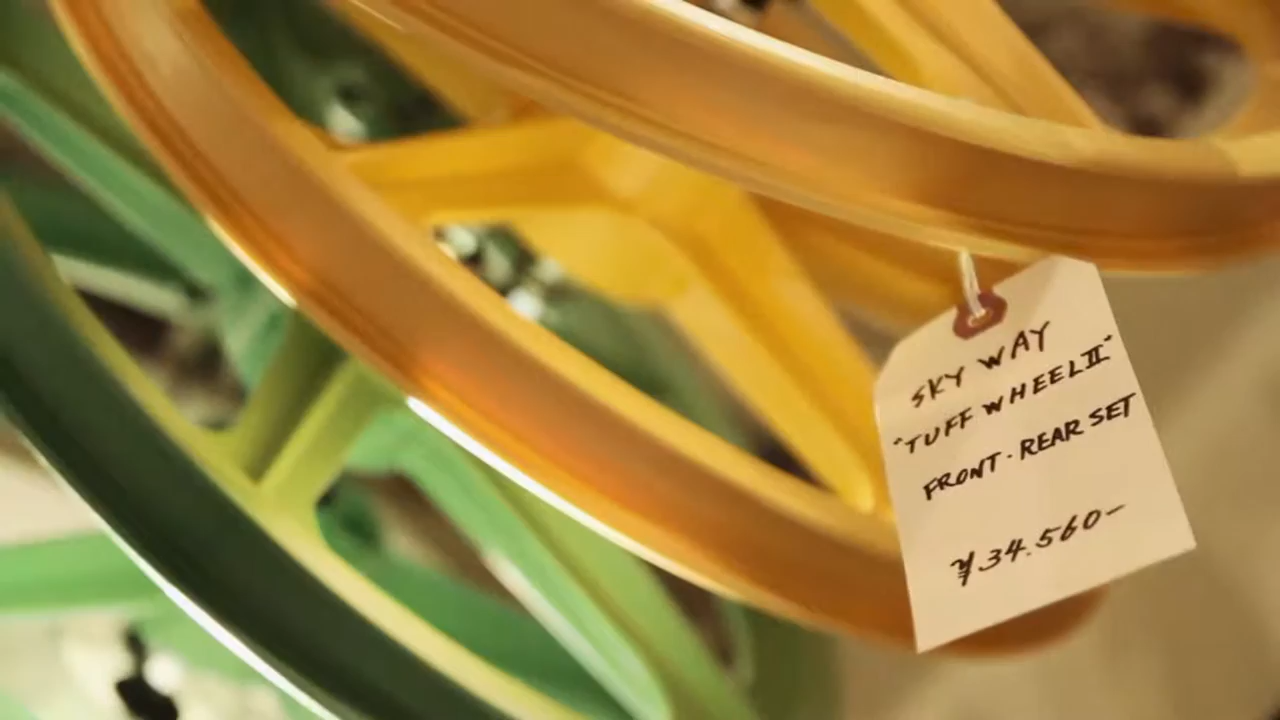 SKY WAY
"TUFF WHEEL II"
FRONT・REAR SET
¥34.560-